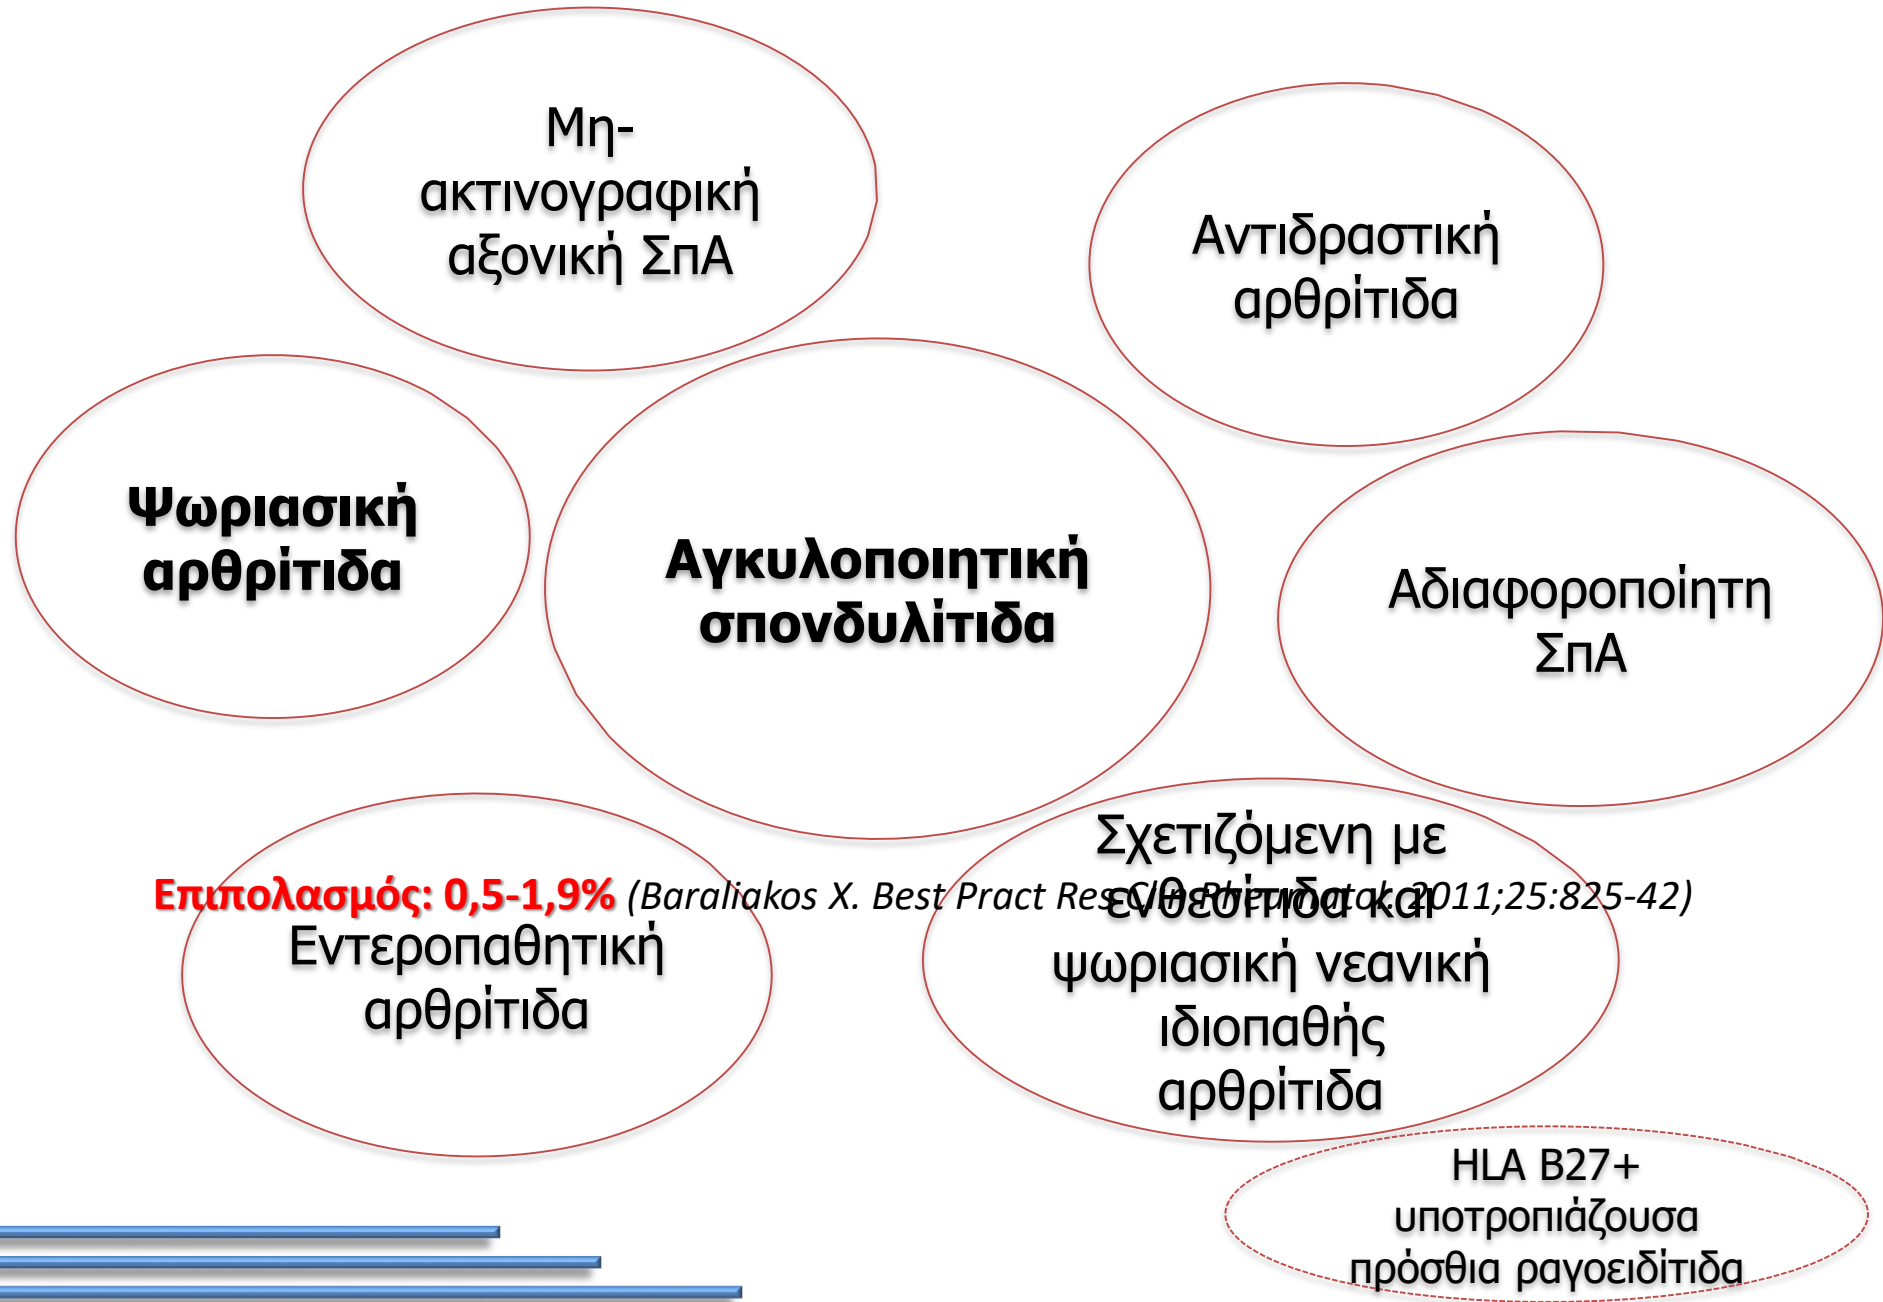 Μη-
ακτινογραφική
αξονική ΣπΑ
Αντιδραστική
αρθρίτιδα
Ψωριασική
αρθρίτιδα
Αγκυλοποιητική
σπονδυλίτιδα
Αδιαφοροποίητη
ΣπΑ
Επιπολασμός: 0,5-1,9% (Baraliakos X. Best Pract Res Clin Rheumatol. 2011;25:825-42)
Εντεροπαθητική
αρθρίτιδα
Σχετιζόμενη με
ενθεσίτιδα και
ψωριασική νεανική
ιδιοπαθής
αρθρίτιδα
HLA B27+
υποτροπιάζουσα
πρόσθια ραγοειδίτιδα